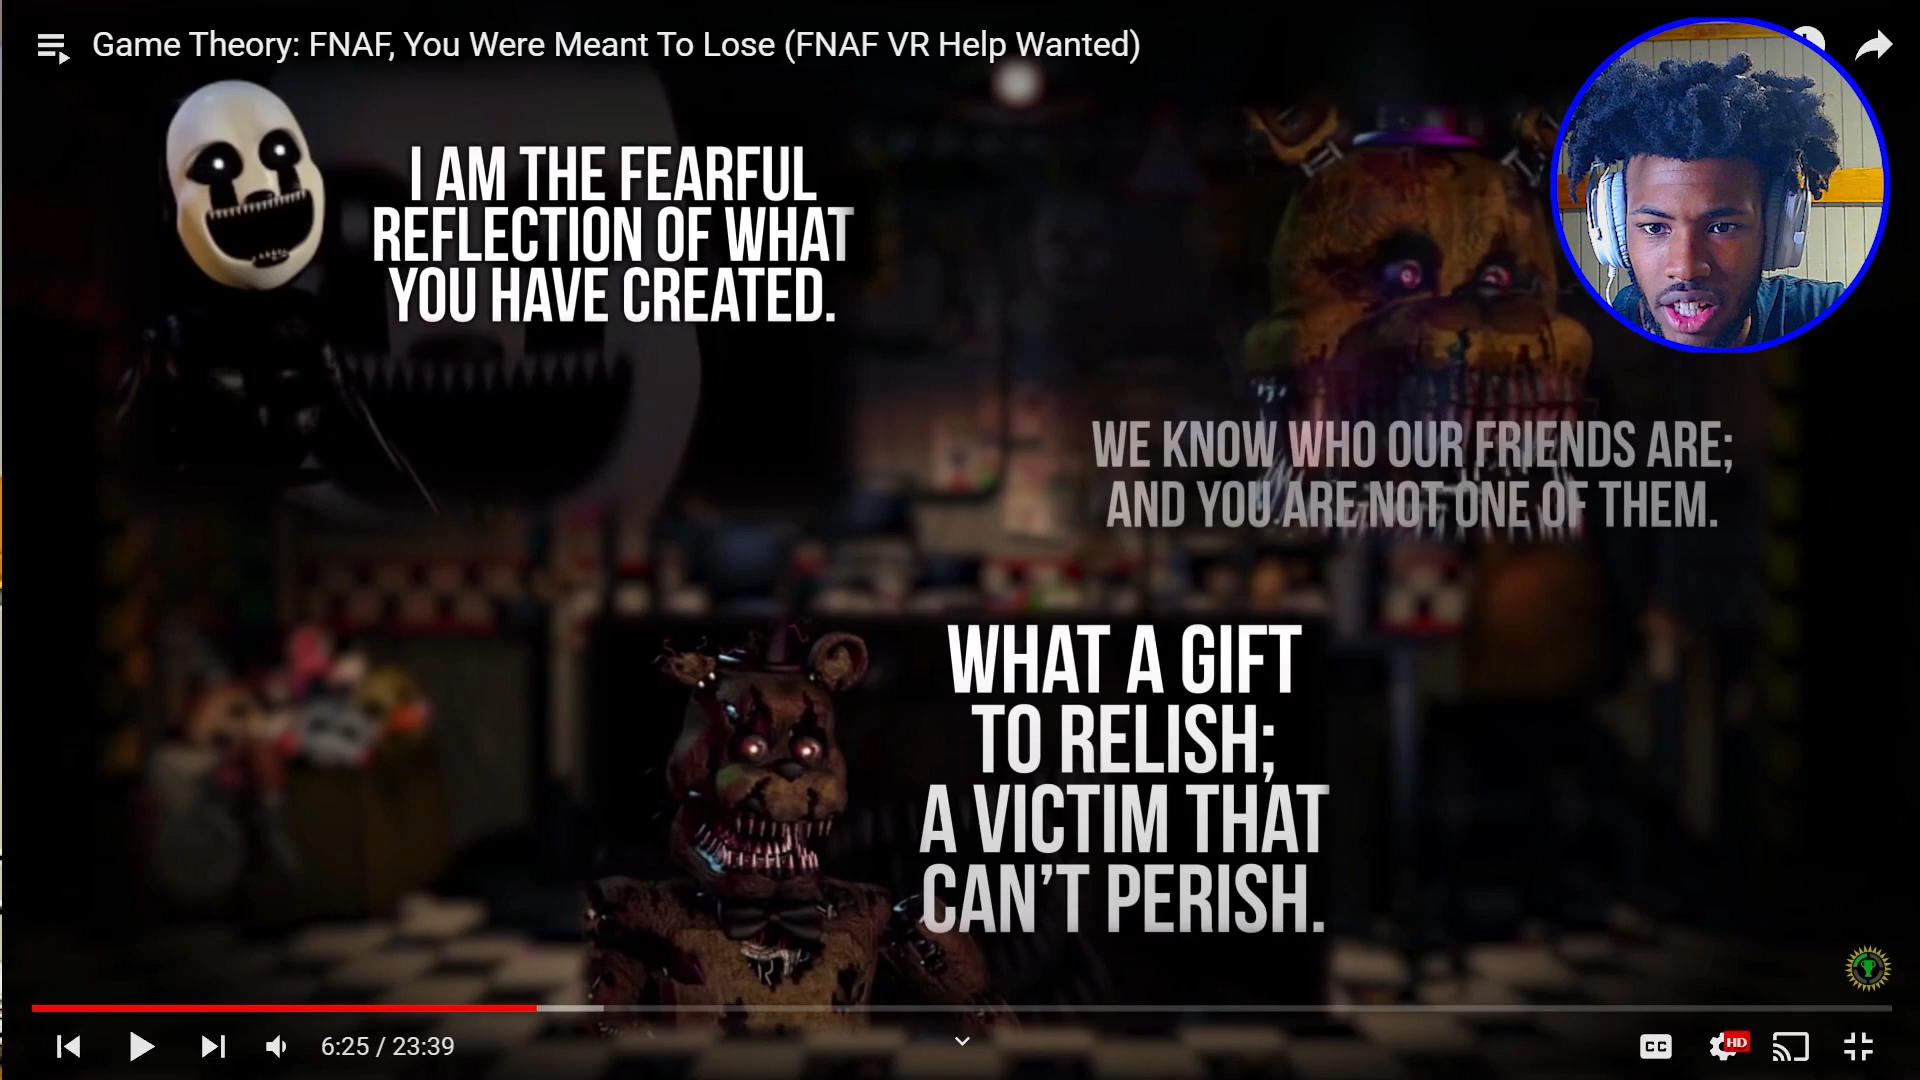 Game Theory: FNAF, You Were Meant To Lose (FNAF VR Help Wanted)
I AM THE FEARFUL
REFLECTION OF WHAT
YOU HAVE CREATED.
WE KNOW WHO OUR FRIENDS ARE;
AND YOU ARE NOT ONE OF THEM.
WHAT A GIFT
TO RELISH;
A VICTIM THAT
CAN'T PERISH.
6:25 / 23:39
CC
HD